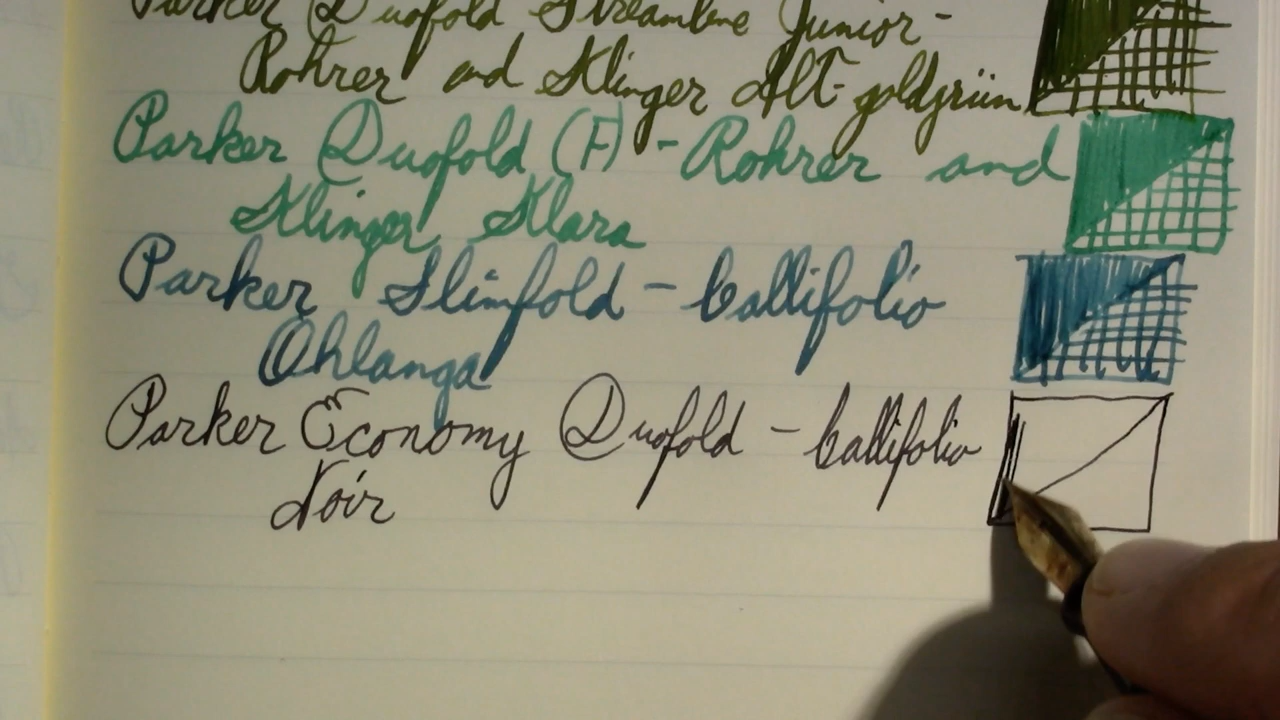 Parker Duofold Streamline Junior -
Rohrer and Klinger Alt-goldgrün
Parker Duofold (F) - Rohrer and
Klinger Klara
Parker Slimfold - Callifolio
Ohlanga
Parker Economy Duofold - Callifolio
Noir